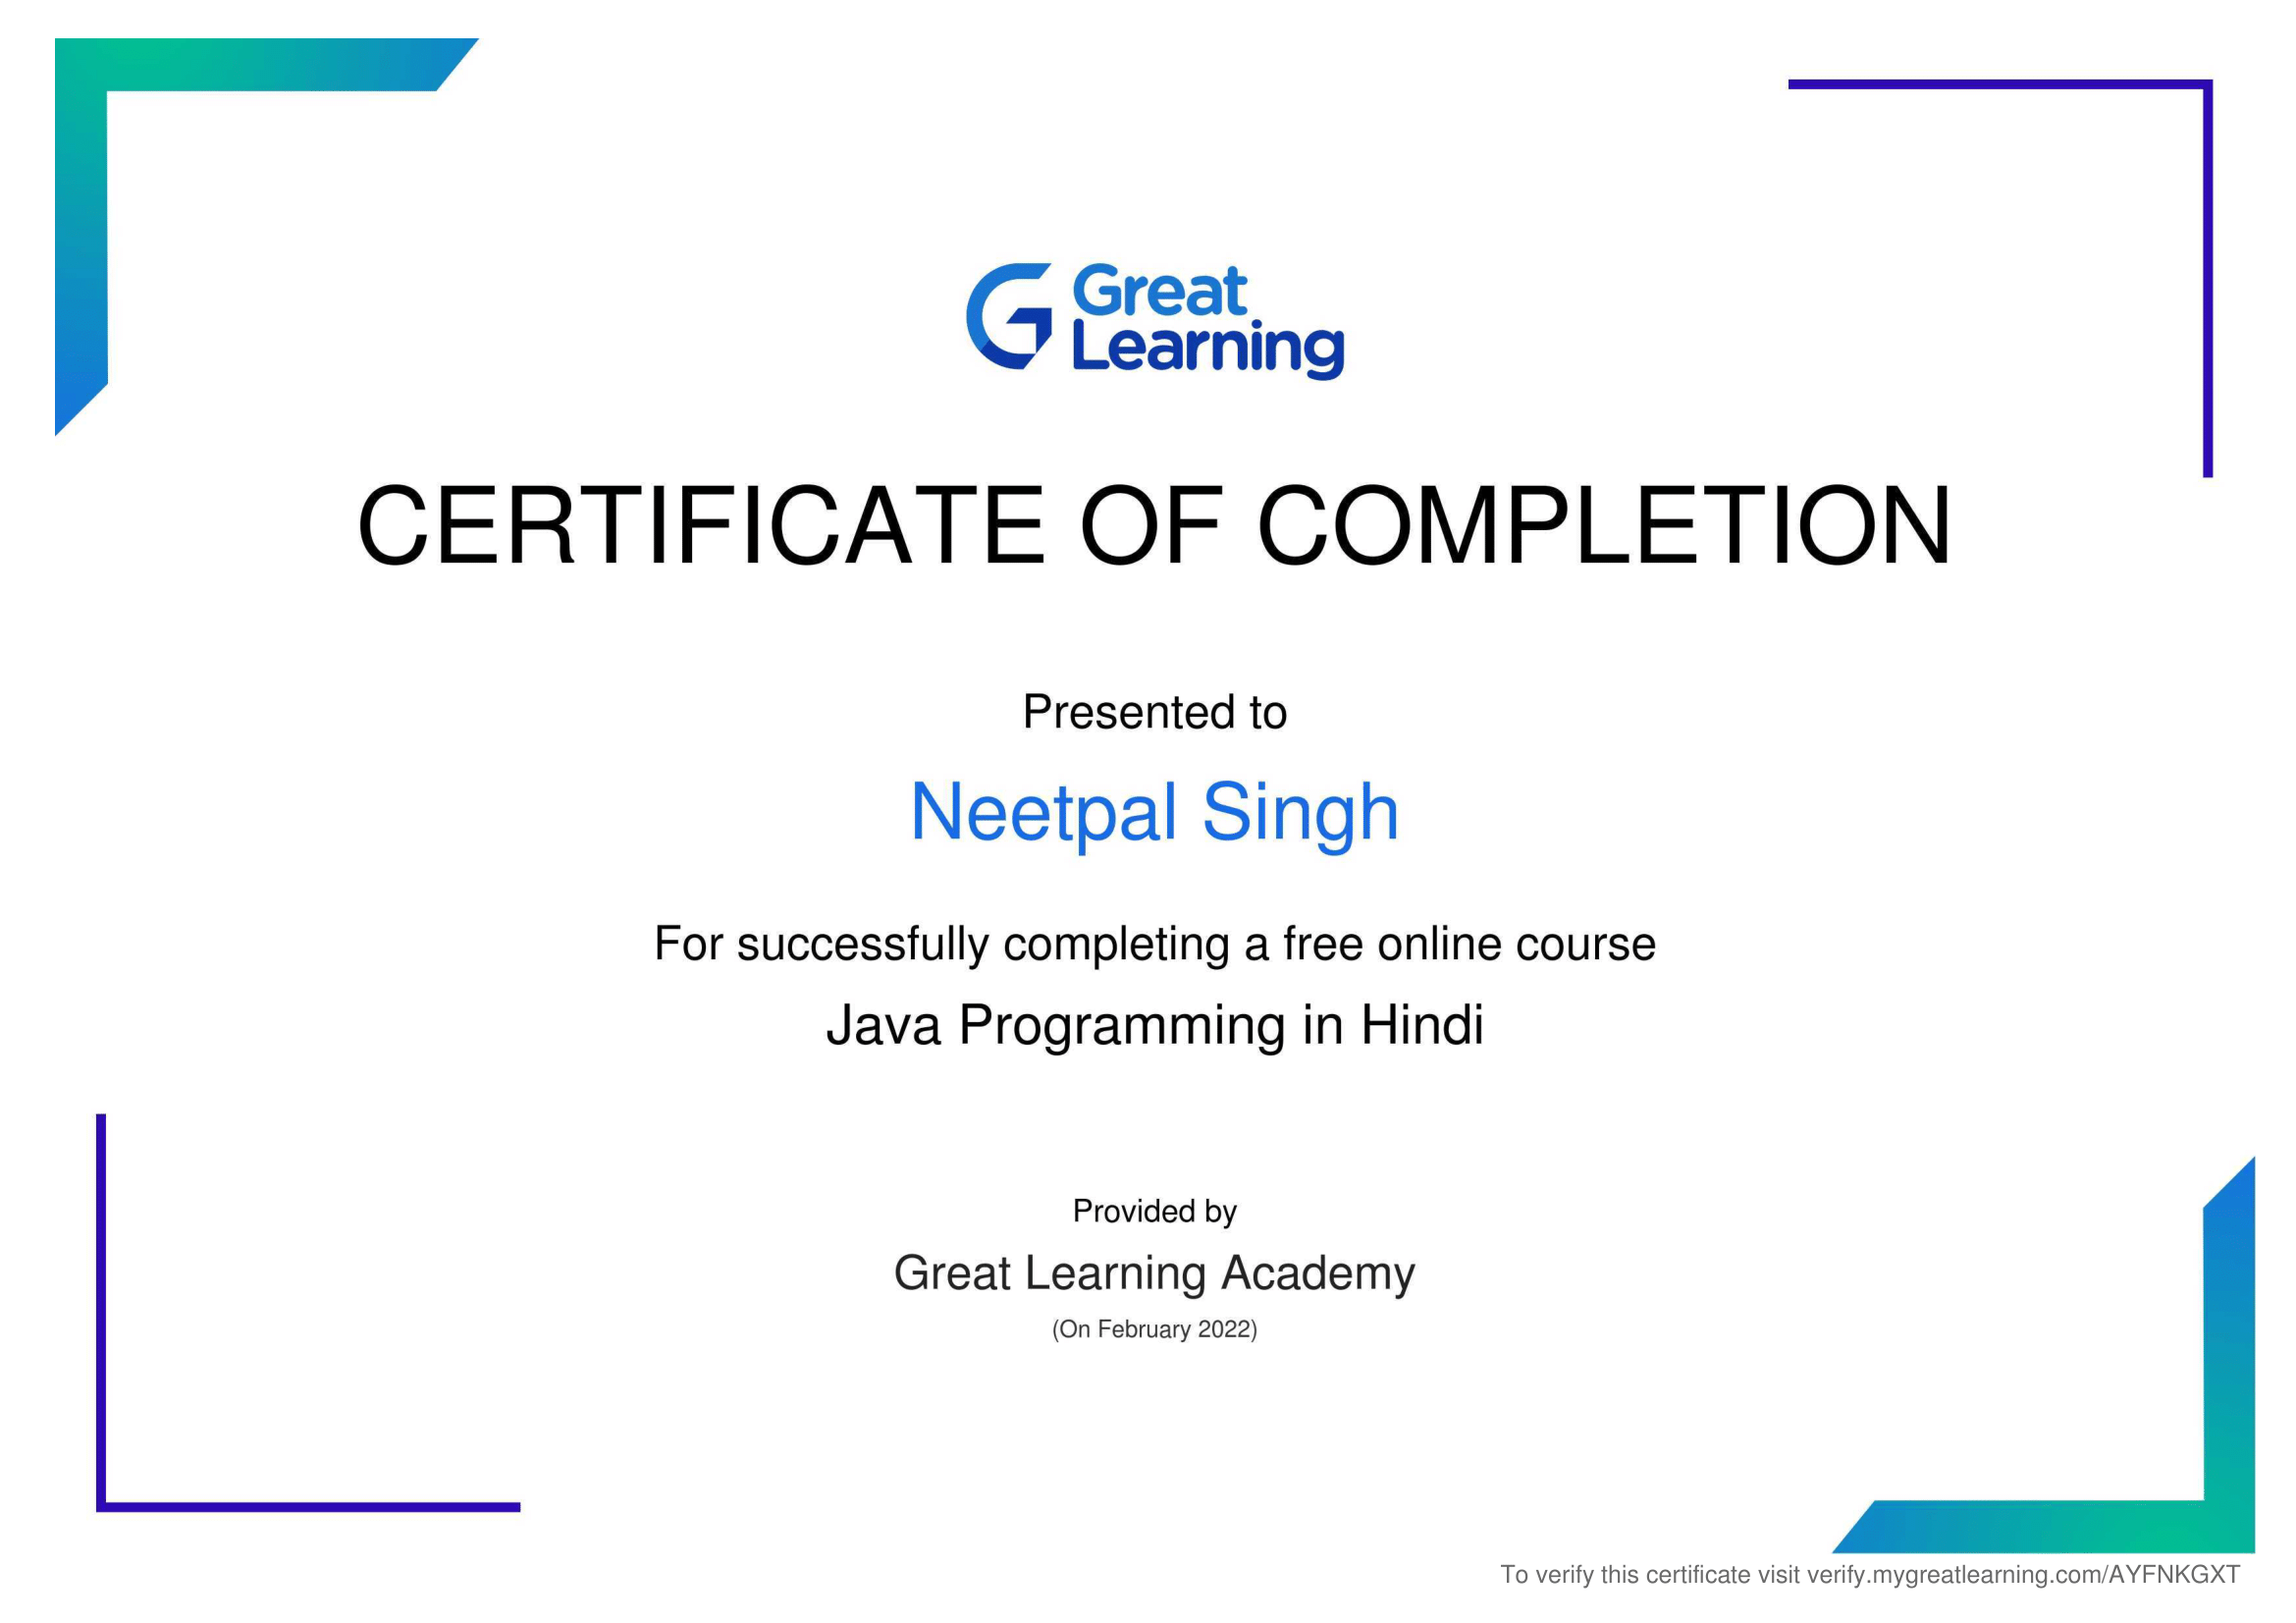 Great
Learning
CERTIFICATE OF COMPLETION
Presented to
Neetpal Singh
For successfully completing a free online course
Java Programming in Hindi
Provided by
Great Learning Academy
(On February 2022)
To verify this certificate visit verify.mygreatlearning.com/AYFNKGXT